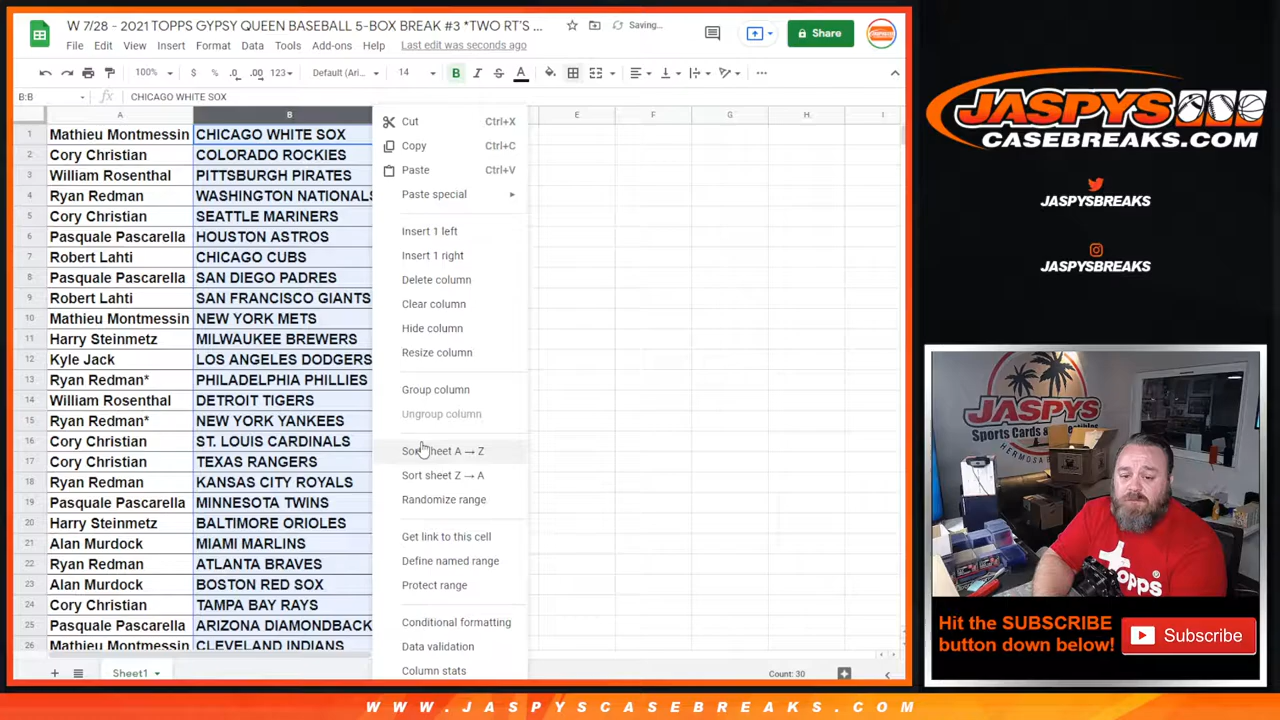 W 7/28 - 2021 TOPPS GYPSY QUEEN BASEBALL 5-BOX BREAK #3 *TWO RT'S ...
Saving...
Share
File Edit View Insert Format Data Tools Add-ons Help Last edit was seconds ago
100% $ % .0 .00 123 Default (Ari... 14 B I S A
B:B fx CHICAGO WHITE SOX
A B E F G H I
1 Mathieu Montmessin CHICAGO WHITE SOX
2 Cory Christian COLORADO ROCKIES
3 William Rosenthal PITTSBURGH PIRATES
4 Ryan Redman WASHINGTON NATIONALS
5 Cory Christian SEATTLE MARINERS
6 Pasquale Pascarella HOUSTON ASTROS
7 Robert Lahti CHICAGO CUBS
8 Pasquale Pascarella SAN DIEGO PADRES
9 Robert Lahti SAN FRANCISCO GIANTS
10 Mathieu Montmessin NEW YORK METS
11 Harry Steinmetz MILWAUKEE BREWERS
12 Kyle Jack LOS ANGELES DODGERS
13 Ryan Redman* PHILADELPHIA PHILLIES
14 William Rosenthal DETROIT TIGERS
15 Ryan Redman* NEW YORK YANKEES
16 Cory Christian ST. LOUIS CARDINALS
17 Cory Christian TEXAS RANGERS
18 Ryan Redman KANSAS CITY ROYALS
19 Pasquale Pascarella MINNESOTA TWINS
20 Harry Steinmetz BALTIMORE ORIOLES
21 Alan Murdock MIAMI MARLINS
22 Ryan Redman ATLANTA BRAVES
23 Alan Murdock BOSTON RED SOX
24 Cory Christian TAMPA BAY RAYS
25 Pasquale Pascarella ARIZONA DIAMONDBACK
26 Mathieu Montmessin CLEVELAND INDIANS
Cut Ctrl+X
Copy Ctrl+C
Paste Ctrl+V
Paste special
Insert 1 left
Insert 1 right
Delete column
Clear column
Hide column
Resize column
Group column
Ungroup column
Sort sheet A → Z
Sort sheet Z → A
Randomize range
Get link to this cell
Define named range
Protect range
Conditional formatting
Data validation
Column stats
Sheet1
Count: 30
JASPYS
CASEBREAKS.COM
JASPYSBREAKS
JASPYSBREAKS
JASPYS
Sports Cards &
HERMOSA
TOPPS
Hit the SUBSCRIBE
button down below!
Subscribe
WWW.JASPYSCASEBREAKS.COM